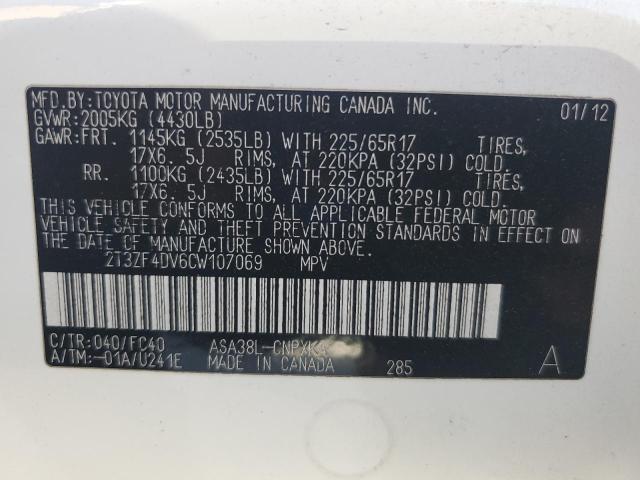 MFD. BY: TOYOTA MOTOR MANUFACTURING CANADA INC. 01/12
GVWR: 2005KG (4430LB)
GAWR: FRT. 1145KG (2535LB) WITH 225/65R17 TIRES,
17X6. 5J RIMS, AT 220KPA (32PSI) COLD.
RR. 1100KG (2435LB) WITH 225/65R17 TIRES,
17X6. 5J RIMS, AT 220KPA (32PSI) COLD.
THIS VEHICLE CONFORMS TO ALL APPLICABLE FEDERAL MOTOR
VEHICLE SAFETY AND THEFT PREVENTION STANDARDS IN EFFECT ON
THE DATE OF MANUFACTURE SHOWN ABOVE.
2T3ZF4DV6CW107069 MPV
C/TR: 040/FC40 ASA38L-CNPXKA
A/TM: -01A/U241E MADE IN CANADA 285 A